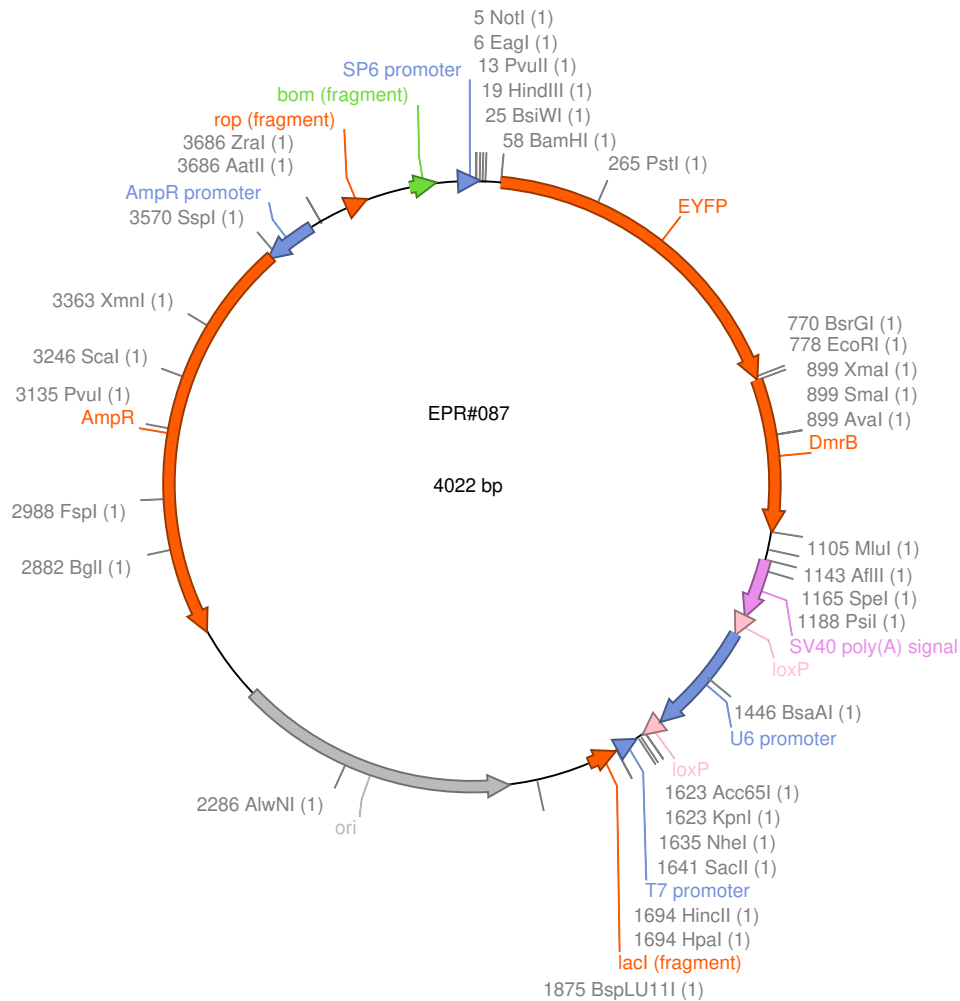 5 NotI (1)
6 EagI (1)
SP6 promoter
13 PvuII (1)
bom (fragment)
19 HindIII (1)
rop (fragment)
25 BsiWI (1)
3686 ZraI (1)
58 BamHI (1)
3686 AatII (1)
265 PstI (1)
AmpR promoter
EYFP
3570 SspI (1)
3363 XmnI (1)
770 BsrGI (1)
778 EcoRI (1)
3246 ScaI (1)
899 XmaI (1)
3135 PvuI (1)
899 SmaI (1)
AmpR
EPR#087
899 AvaI (1)
DmrB
4022 bp
2988 FspI (1)
1105 MluI (1)
2882 BglI (1)
1143 AflII (1)
1165 SpeI (1)
1188 PsiI (1)
SV40 poly(A) signal
loxP
1446 BsaAI (1)
U6 promoter
loxP
1623 Acc65I (1)
2286 AlwNI (1)
1623 KpnI (1)
ori
1635 NheI (1)
1641 SacII (1)
T7 promoter
1694 HincII (1)
1694 HpaI (1)
lacI (fragment)
1875 BspLU11I (1)